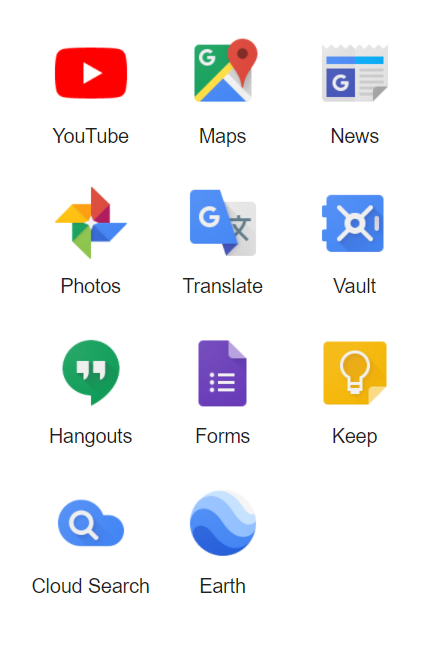 YouTube
Maps
News
Photos
Translate
Vault
Hangouts
Forms
Keep
Cloud Search
Earth